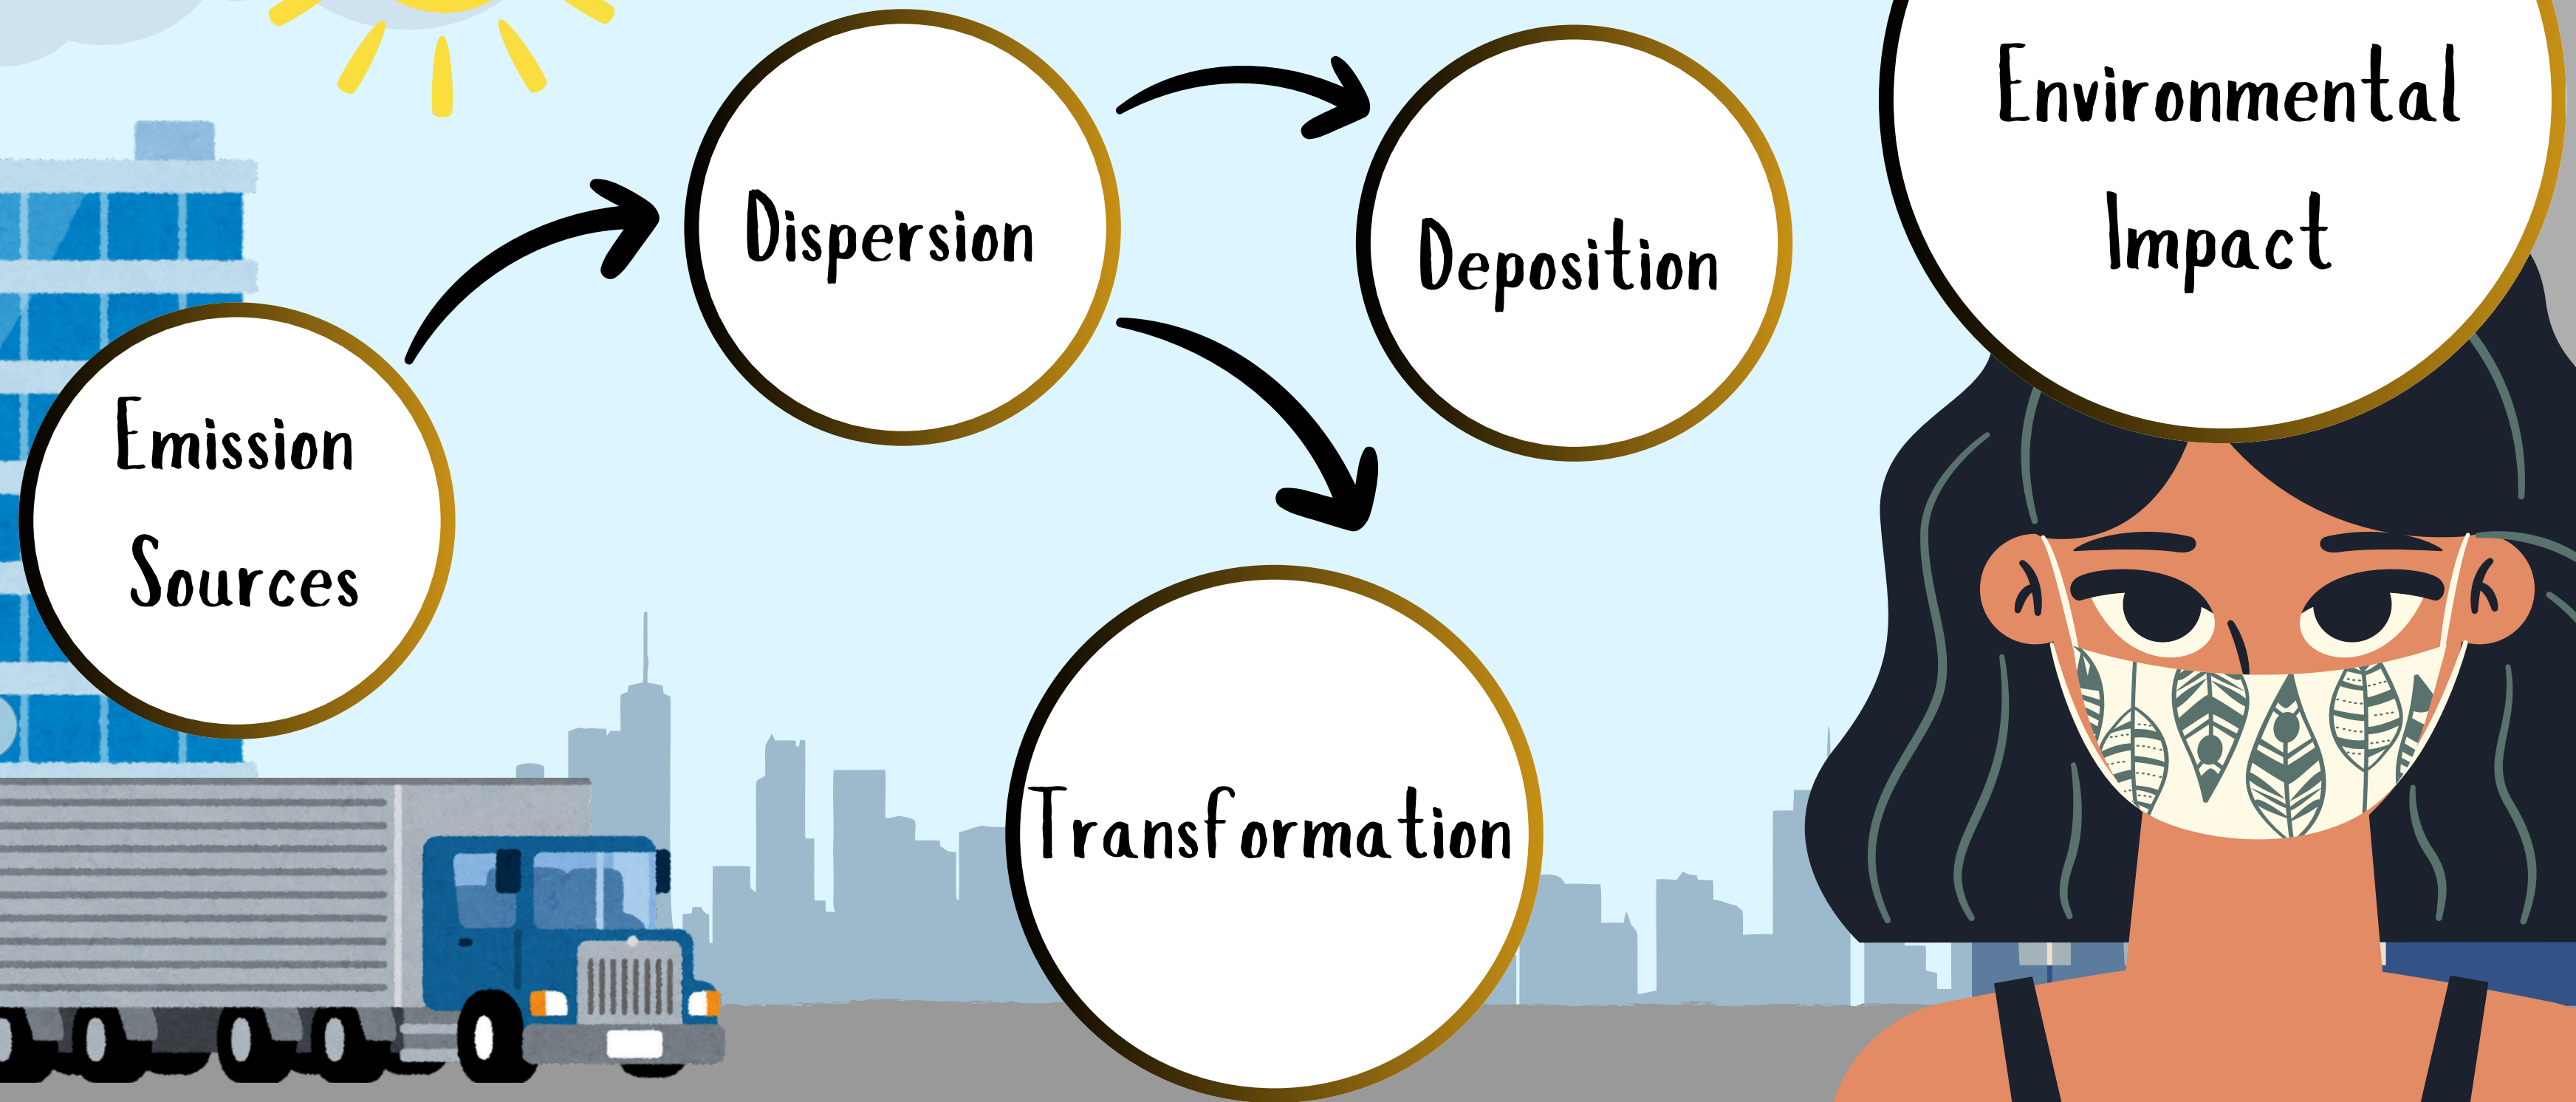 Emission
Sources
Dispersion
Deposition
Transformation
Environmental
Impact